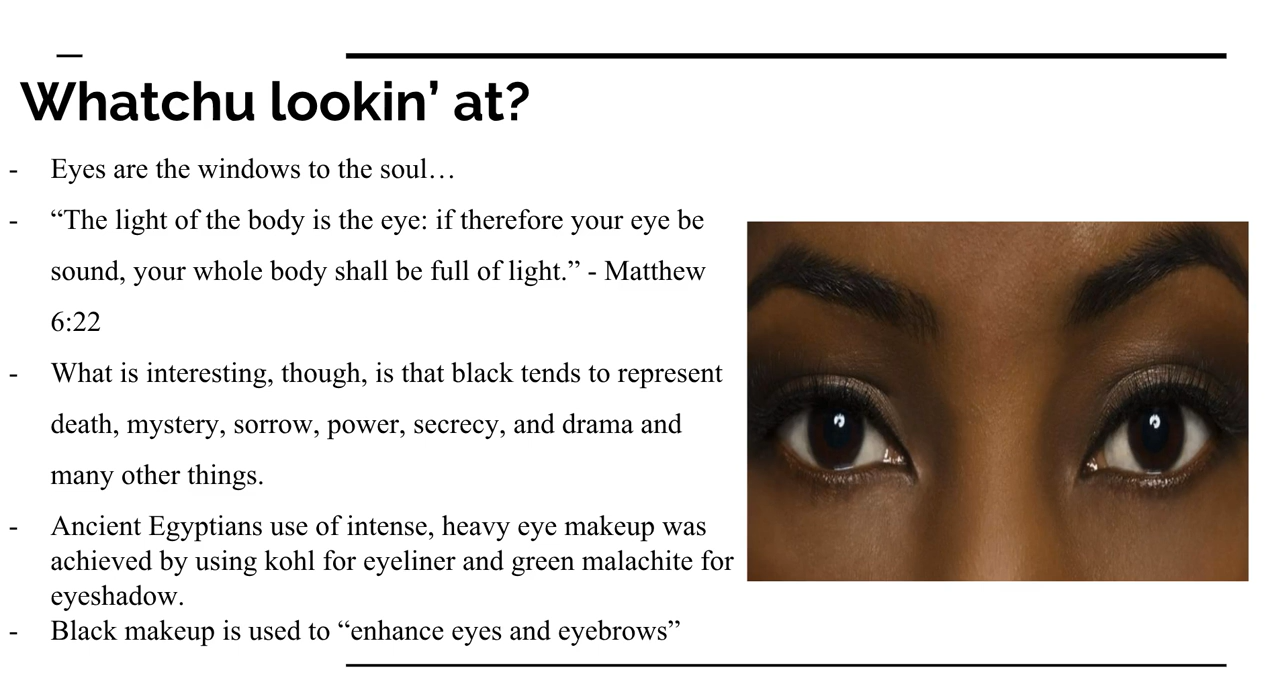 Whatchu lookin’ at?
- Eyes are the windows to the soul…
- “The light of the body is the eye: if therefore your eye be
sound, your whole body shall be full of light.” - Matthew
6:22
- What is interesting, though, is that black tends to represent
death, mystery, sorrow, power, secrecy, and drama and
many other things.
- Ancient Egyptians use of intense, heavy eye makeup was
achieved by using kohl for eyeliner and green malachite for
eyeshadow.
- Black makeup is used to “enhance eyes and eyebrows”